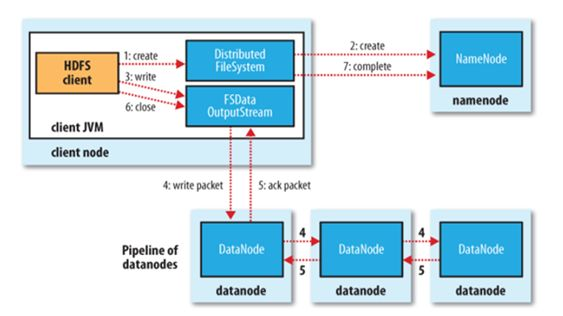 HDFS
client
1: create
3: write
6: close
Distributed
FileSystem
FSData
OutputStream
client JVM
client node
2: create
7: complete
NameNode
namenode
4: write packet
5: ack packet
Pipeline of
datanodes
DataNode
datanode
4
5
DataNode
datanode
4
5
DataNode
datanode